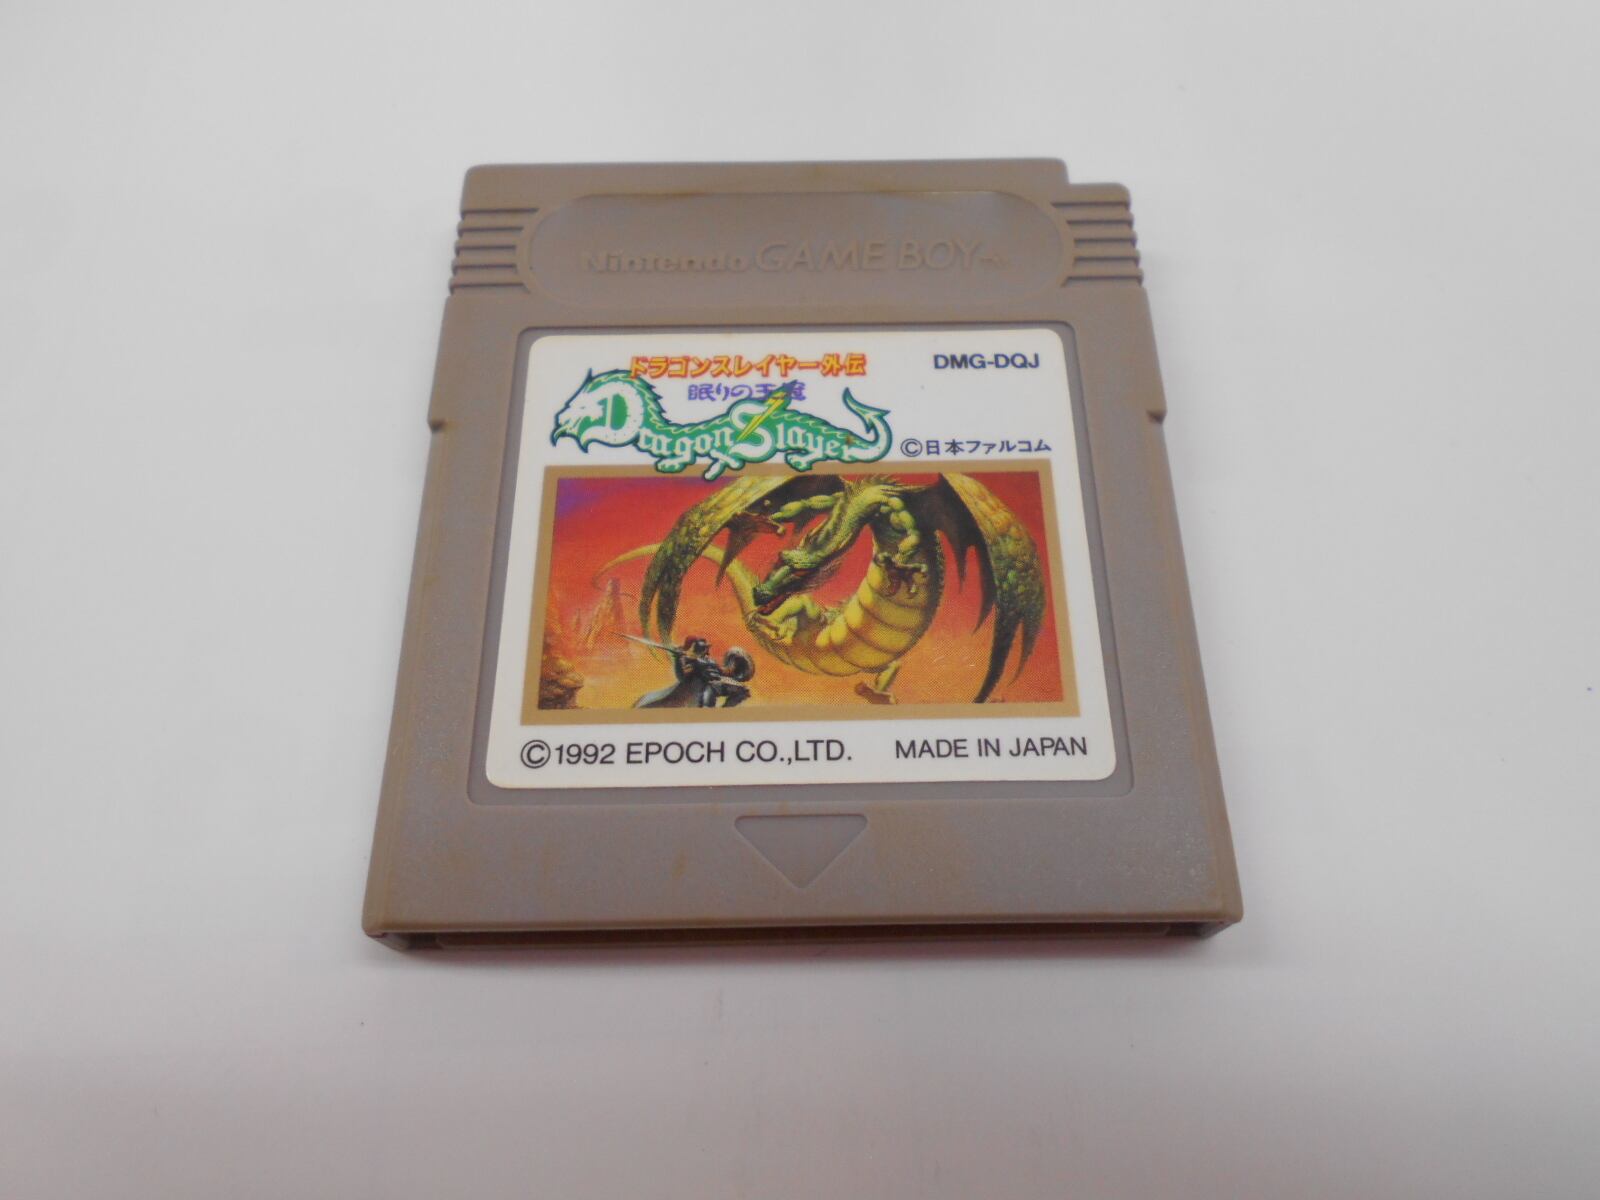 Nintendo GAME BOY
ドラゴンスレイヤー外伝
DMG-DQJ
眠りの王冠
Dragon Slayer
©日本ファルコム
©1992 EPOCH CO.,LTD. MADE IN JAPAN